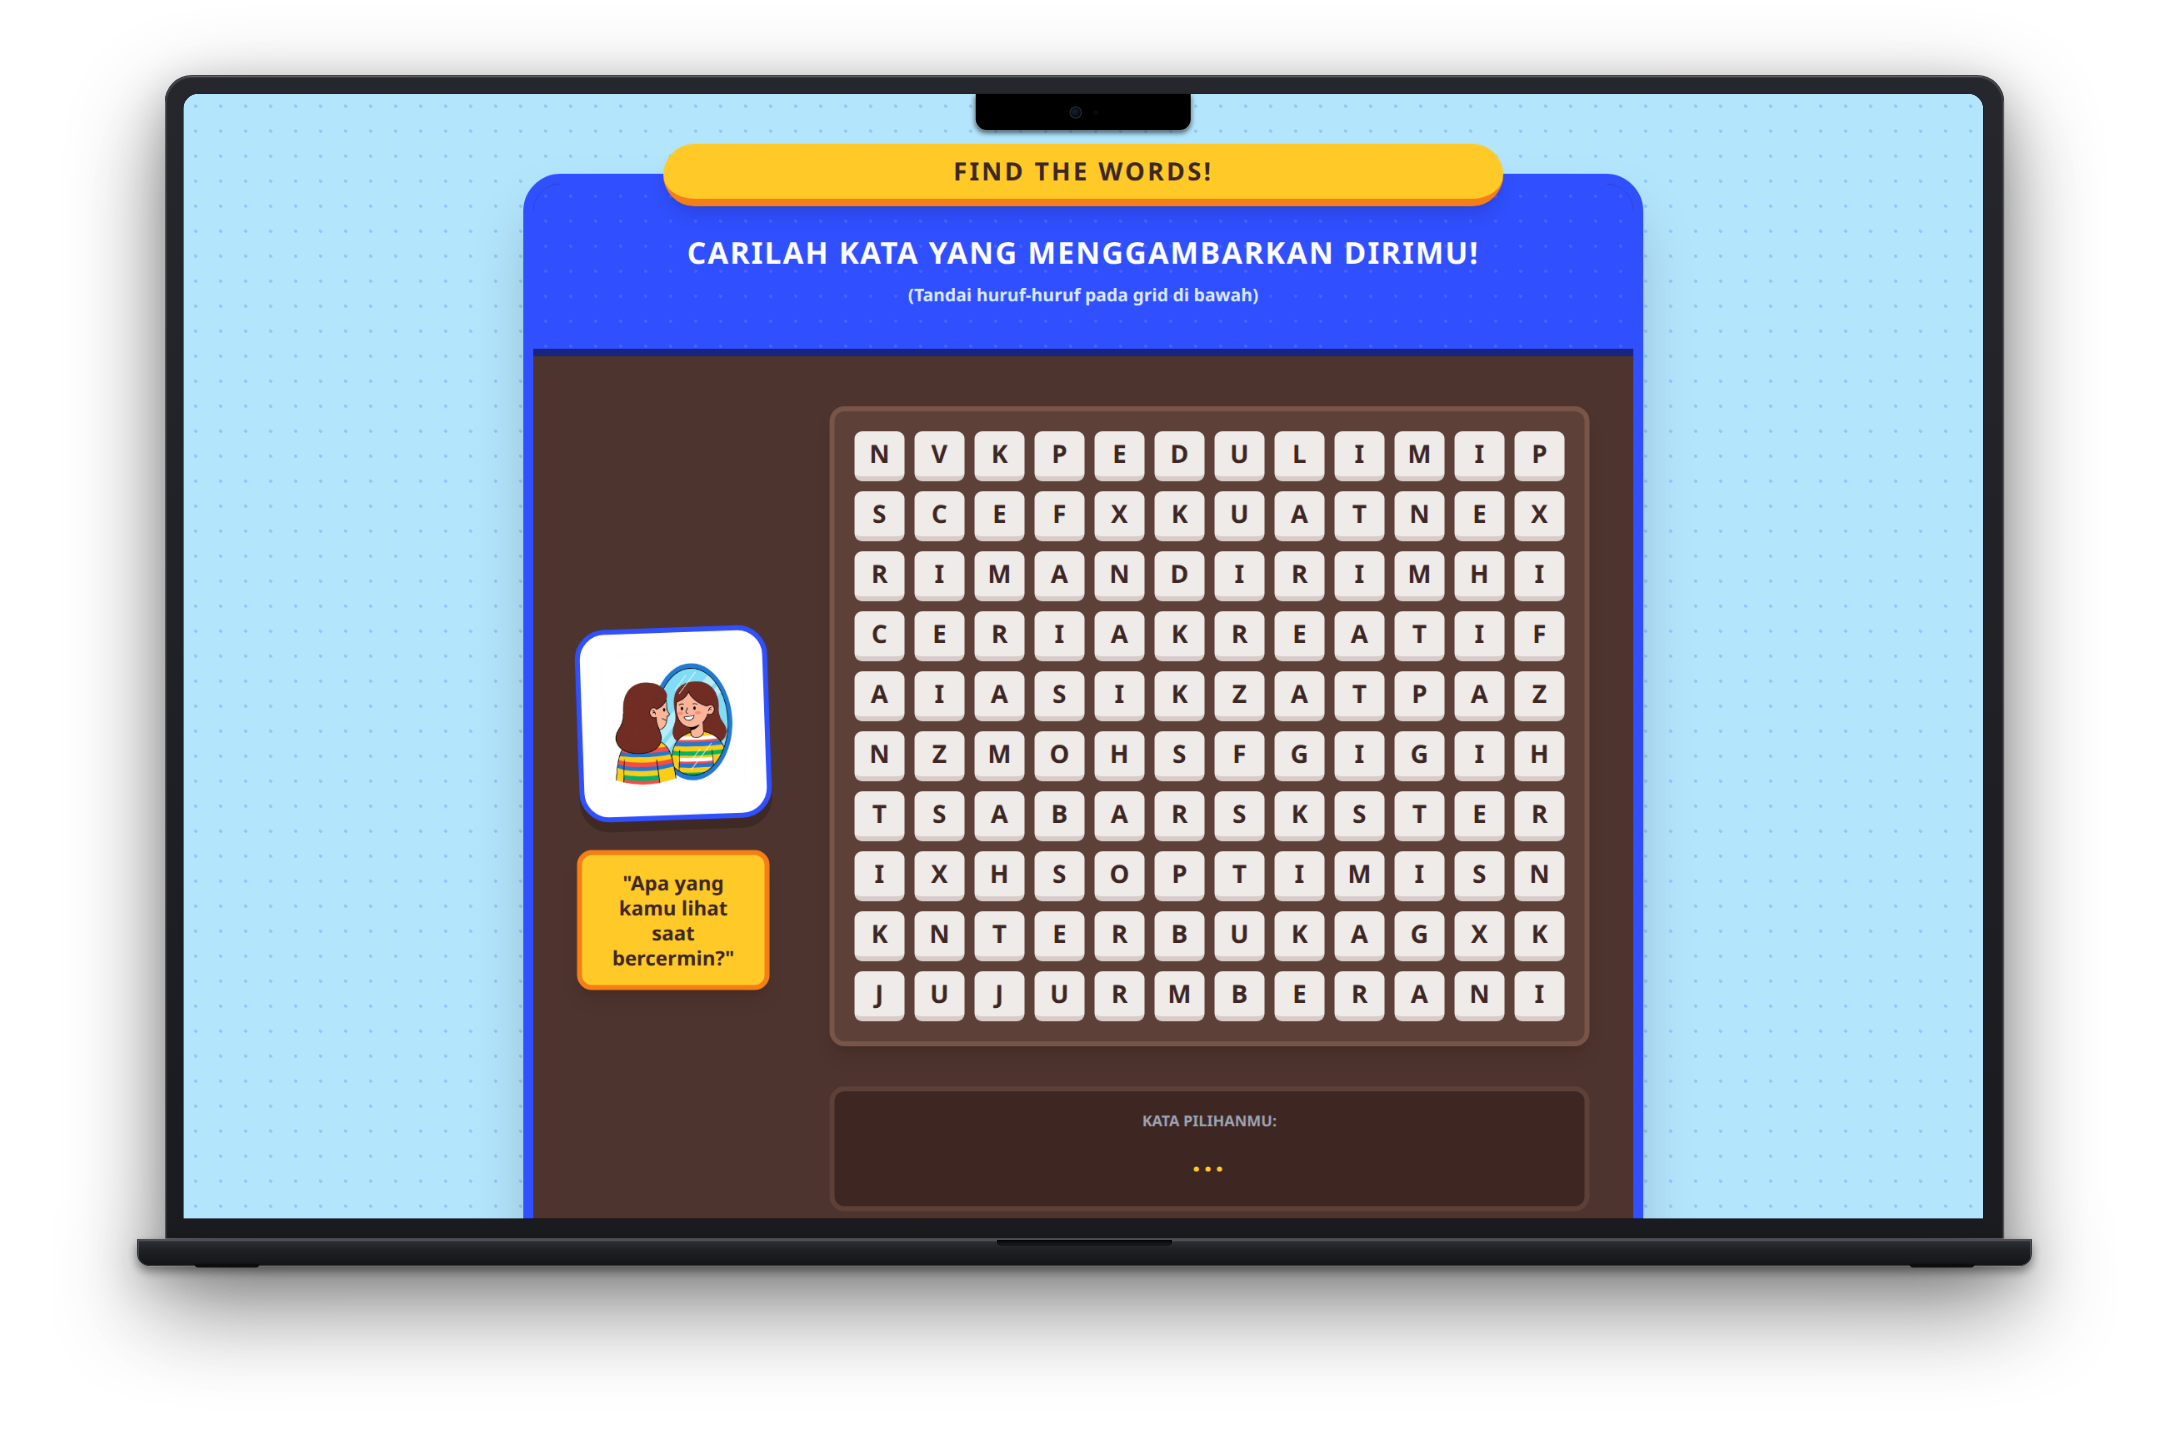 FIND THE WORDS!
CARILAH KATA YANG MENGGAMBARKAN DIRIMU!
(Tandai huruf-huruf pada grid di bawah)
N V K P E D U L I M I P
S C E F X K U A T N E X
R I M A N D I R I M H I
C E R I A K R E A T I F
A I A S I K Z A T P A Z
N Z M O H S F G I G I H
T S A B A R S K S T E R
I X H S O P T I M I S N
K N T E R B U K A G X K
J U J U R M B E R A N I
"Apa yang
kamu lihat
saat
bercermin?"
KATA PILIHANMU:
...